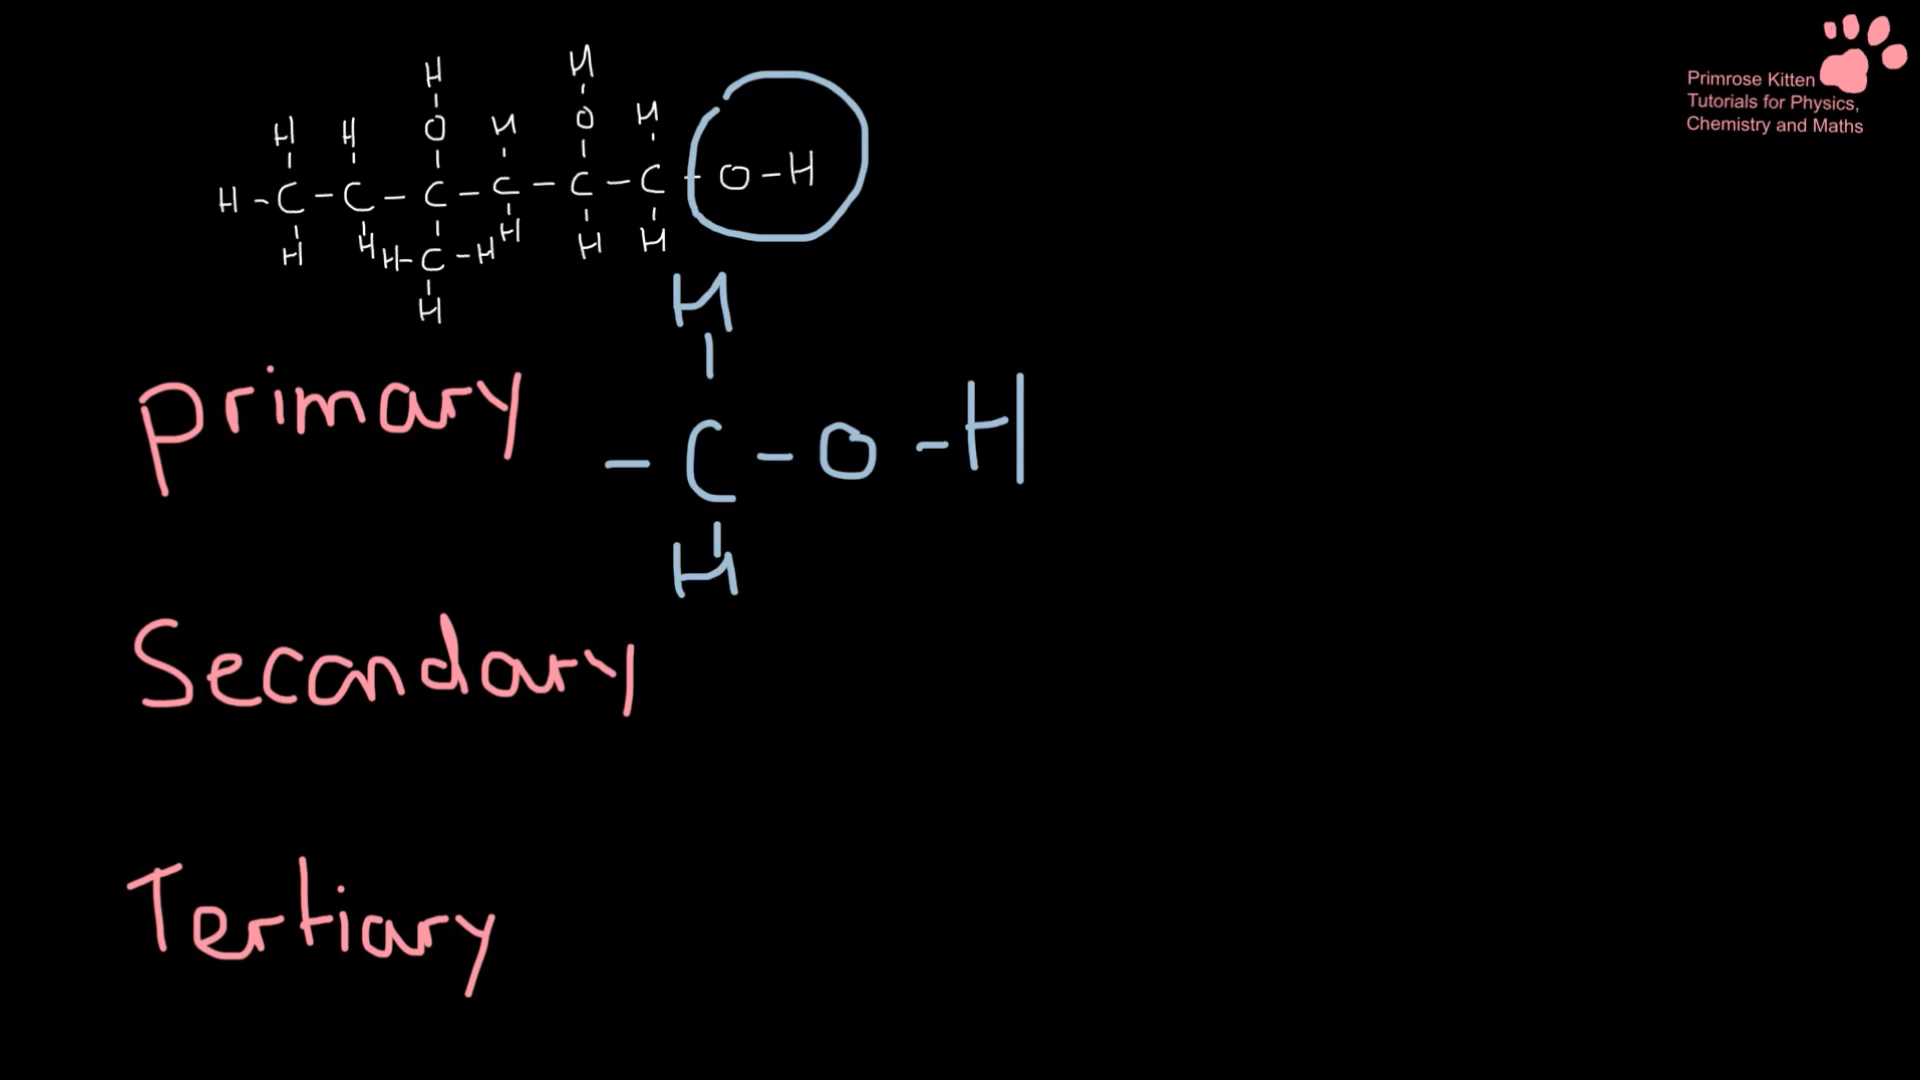 H H
H O H O H
H - C - C - C - C - C - C - O - H
H H H - C - H H H H
H
Primrose Kitten
Tutorials for Physics,
Chemistry and Maths
H
Primary - C - O - H
H
Secondary
Tertiary